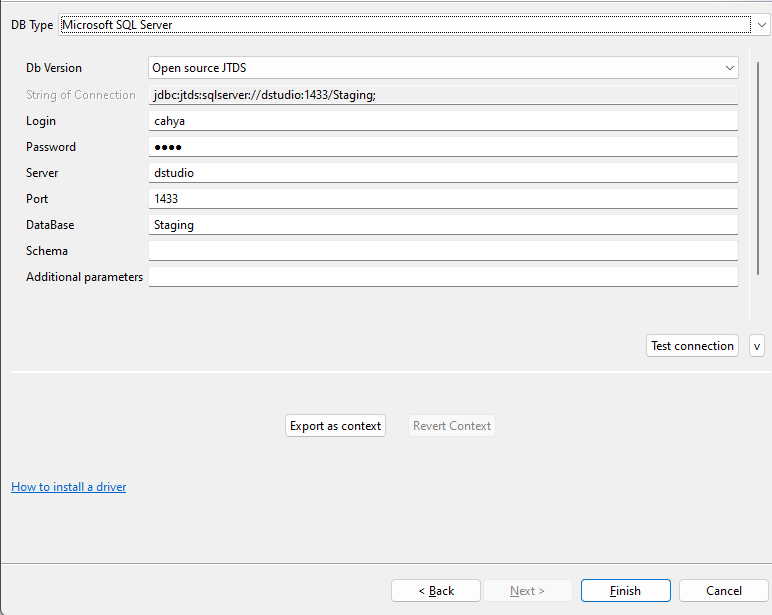 DB Type Microsoft SQL Server
Db Version Open source JTDS
String of Connection jdbc:jtds:sqlserver://dstudio:1433/Staging;
Login cahya
Password ●●●●
Server dstudio
Port 1433
DataBase Staging
Schema
Additional parameters
Test connection v
Export as context Revert Context
How to install a driver
< Back Next > Finish Cancel